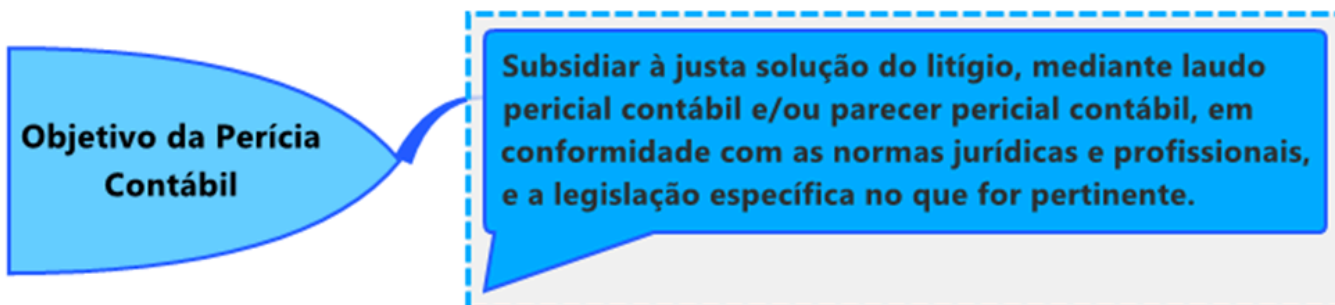 Objetivo da Perícia
Contábil
Subsidiar à justa solução do litígio, mediante laudo
pericial contábil e/ou parecer pericial contábil, em
conformidade com as normas jurídicas e profissionais,
e a legislação específica no que for pertinente.